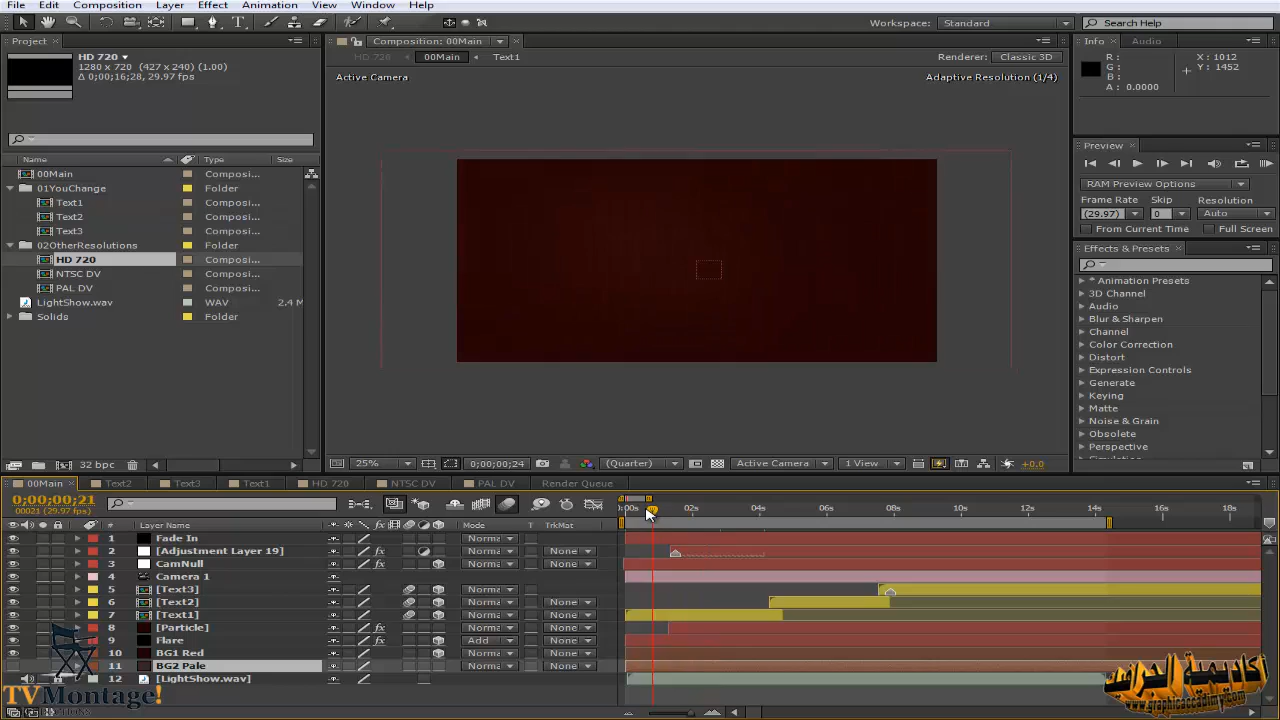 File Edit Composition Layer Effect Animation View Window Help
Workspace: Standard Search Help
Project
HD 720
1280 x 720 (427 x 240) (1.00)
Δ 0;00;16;28, 29.97 fps
Name Type Size
00Main Composi...
01YouChange Folder
Text1 Composi...
Text2 Composi...
Text3 Composi...
02OtherResolutions Folder
HD 720 Composi...
NTSC DV Composi...
PAL DV Composi...
LightShow.wav WAV 2.4 M
Solids Folder
32 bpc
Composition: 00Main
HD 720 00Main Text1
Renderer: Classic 3D
Active Camera
Adaptive Resolution (1/4)
25% 0;00;00;24 (Quarter) Active Camera 1 View +0.0
Info Audio
R : X : 1012
G : Y : 1452
B :
A : 0.0000
Preview
RAM Preview Options
Frame Rate Skip Resolution
(29.97) 0 Auto
From Current Time Full Screen
Effects & Presets
* Animation Presets
3D Channel
Audio
Blur & Sharpen
Channel
Color Correction
Distort
Expression Controls
Generate
Keying
Matte
Noise & Grain
Obsolete
Perspective
00Main Text2 Text3 Text1 HD 720 NTSC DV PAL DV Render Queue
0;00;00;21
00021 (29.97 fps)
:00s 02s 04s 06s 08s 10s 12s 14s 16s 18s
# Layer Name Mode T TrkMat
1 Fade In Norma
2 [Adjustment Layer 19] Norma None
3 CamNull Norma None
4 Camera 1
5 [Text3] Norma None
6 [Text2] Norma None
7 [Text1] Norma None
8 [Particle] Norma None
9 Flare Add None
10 BG1 Red Norma None
11 BG2 Pale Norma None
12 [LightShow.wav]
TVMontage!
اكاديمية الجرافيك
www.graphicaccadimy.com